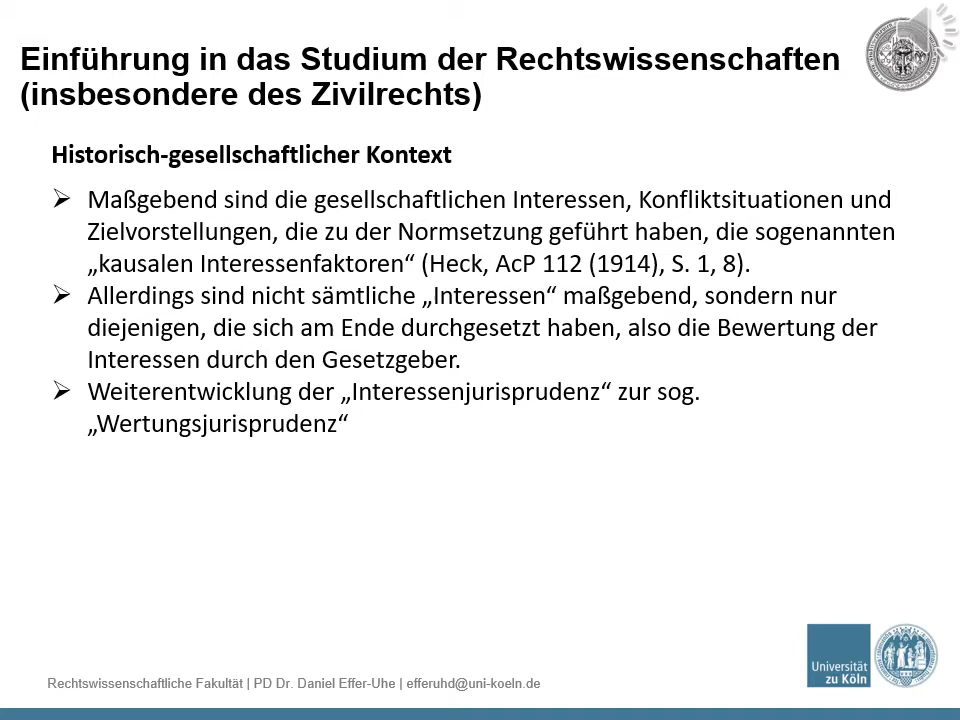 Einführung in das Studium der Rechtswissenschaften
(insbesondere des Zivilrechts)
Historisch-gesellschaftlicher Kontext
Maßgebend sind die gesellschaftlichen Interessen, Konfliktsituationen und
Zielvorstellungen, die zu der Normsetzung geführt haben, die sogenannten
„kausalen Interessenfaktoren“ (Heck, AcP 112 (1914), S. 1, 8).
Allerdings sind nicht sämtliche „Interessen“ maßgebend, sondern nur
diejenigen, die sich am Ende durchgesetzt haben, also die Bewertung der
Interessen durch den Gesetzgeber.
Weiterentwicklung der „Interessenjurisprudenz“ zur sog.
„Wertungsjurisprudenz“
Universität
zu Köln
Rechtswissenschaftliche Fakultät | PD Dr. Daniel Effer-Uhe | efferuhd@uni-koeln.de